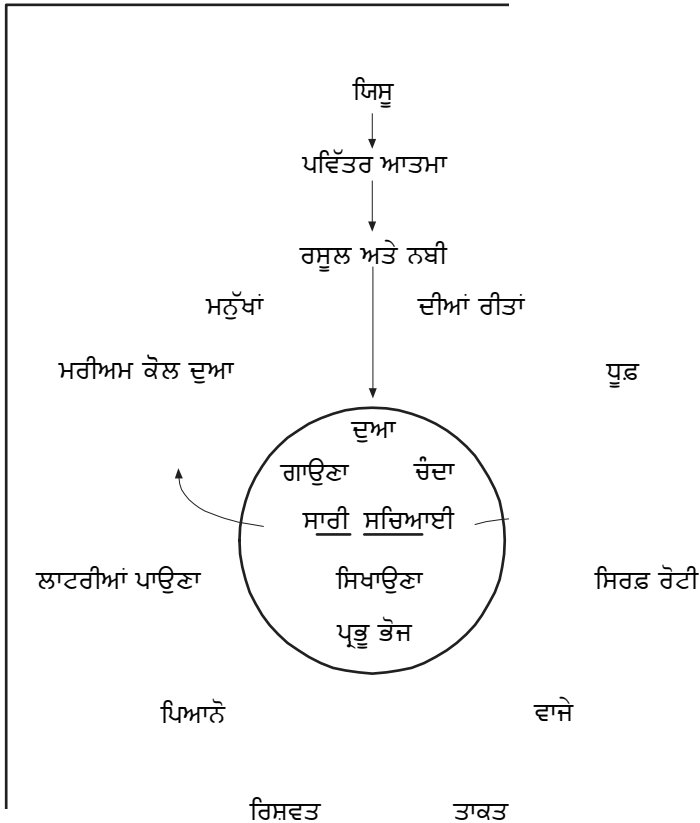 ਯਿਸੂ
ਪਵਿੱਤਰ ਆਤਮਾ
ਰਸੂਲ ਅਤੇ ਨਬੀ
ਮਨੁੱਖਾਂ ਦੀਆਂ ਰੀਤਾਂ
ਮਰੀਅਮ ਕੋਲ ਦੁਆ ਧੂਫ਼
ਦੁਆ
ਗਾਉਣਾ ਚੰਦਾ
ਸਾਰੀ ਸਚਿਆਈ
ਲਾਟਰੀਆਂ ਪਾਉਣਾ ਸਿਖਾਉਣਾ ਸਿਰਫ਼ ਰੋਟੀ
ਪ੍ਰਭੂ ਭੋਜ
ਪਿਆਨੋ ਵਾਜੇ
ਰਿਸ਼ਵਤ ਤਾਕਤ